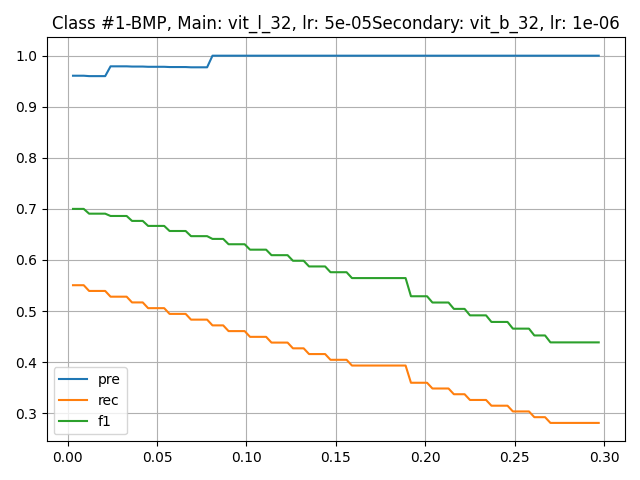 Class #1-BMP, Main: vit_l_32, lr: 5e-05Secondary: vit_b_32, lr: 1e-06
1.0
0.9
0.8
0.7
0.6
0.5
0.4
0.3
pre
rec
f1
0.00 0.05 0.10 0.15 0.20 0.25 0.30